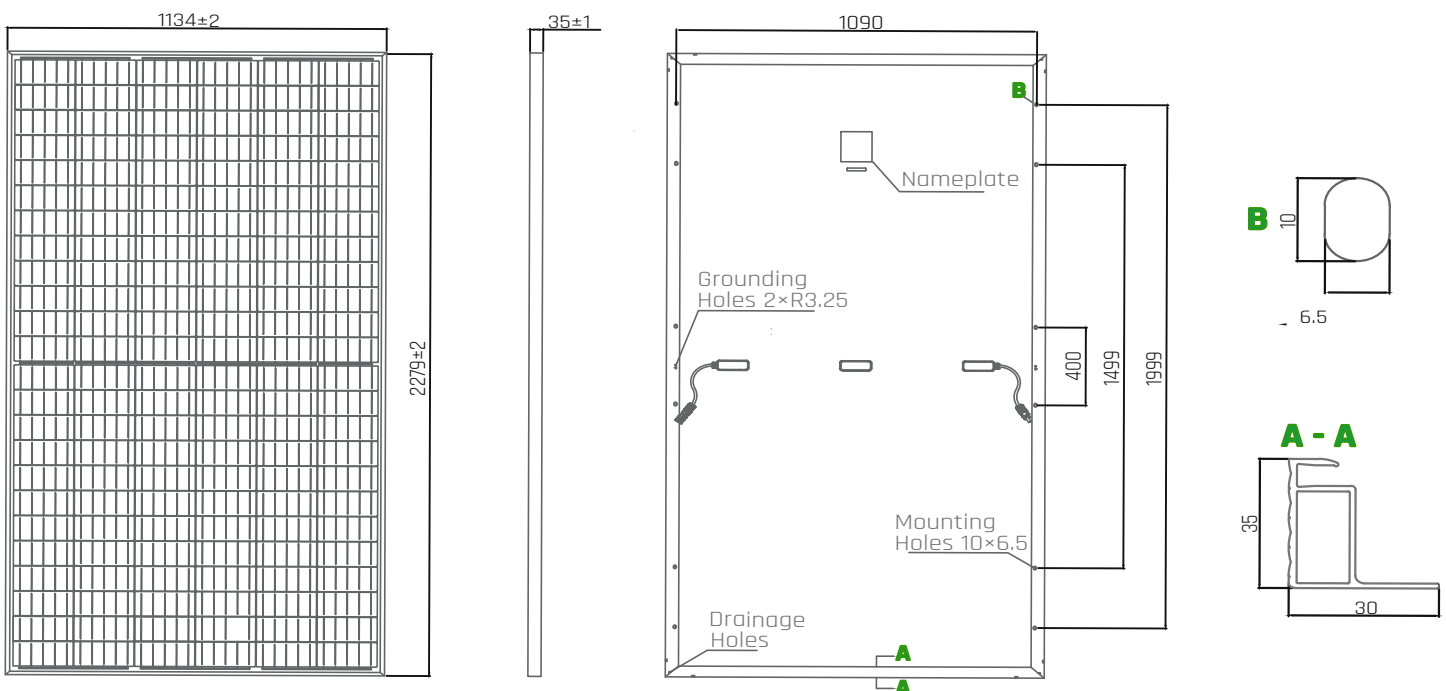 1134±2
35±1
1090
B
Nameplate
B
10
6.5
Grounding
Holes 2×R3.25
2279±2
400
1499
1999
A - A
35
30
Mounting
Holes 10×6.5
Drainage
Holes
A
A